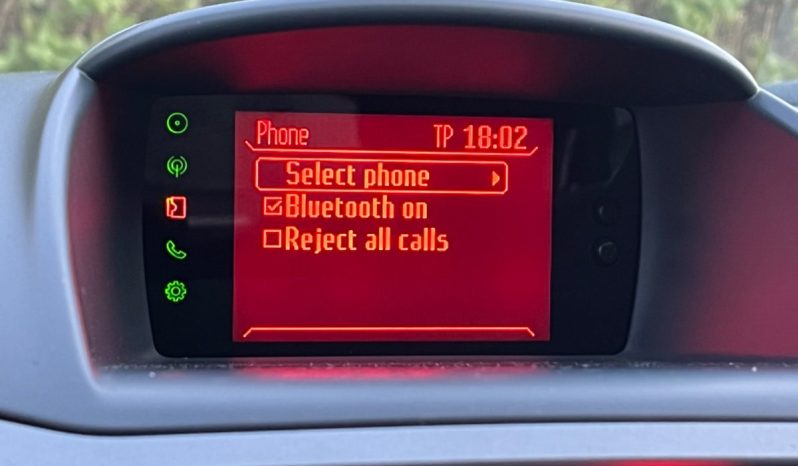 Phone TP 18:02
Select phone
Bluetooth on
Reject all calls